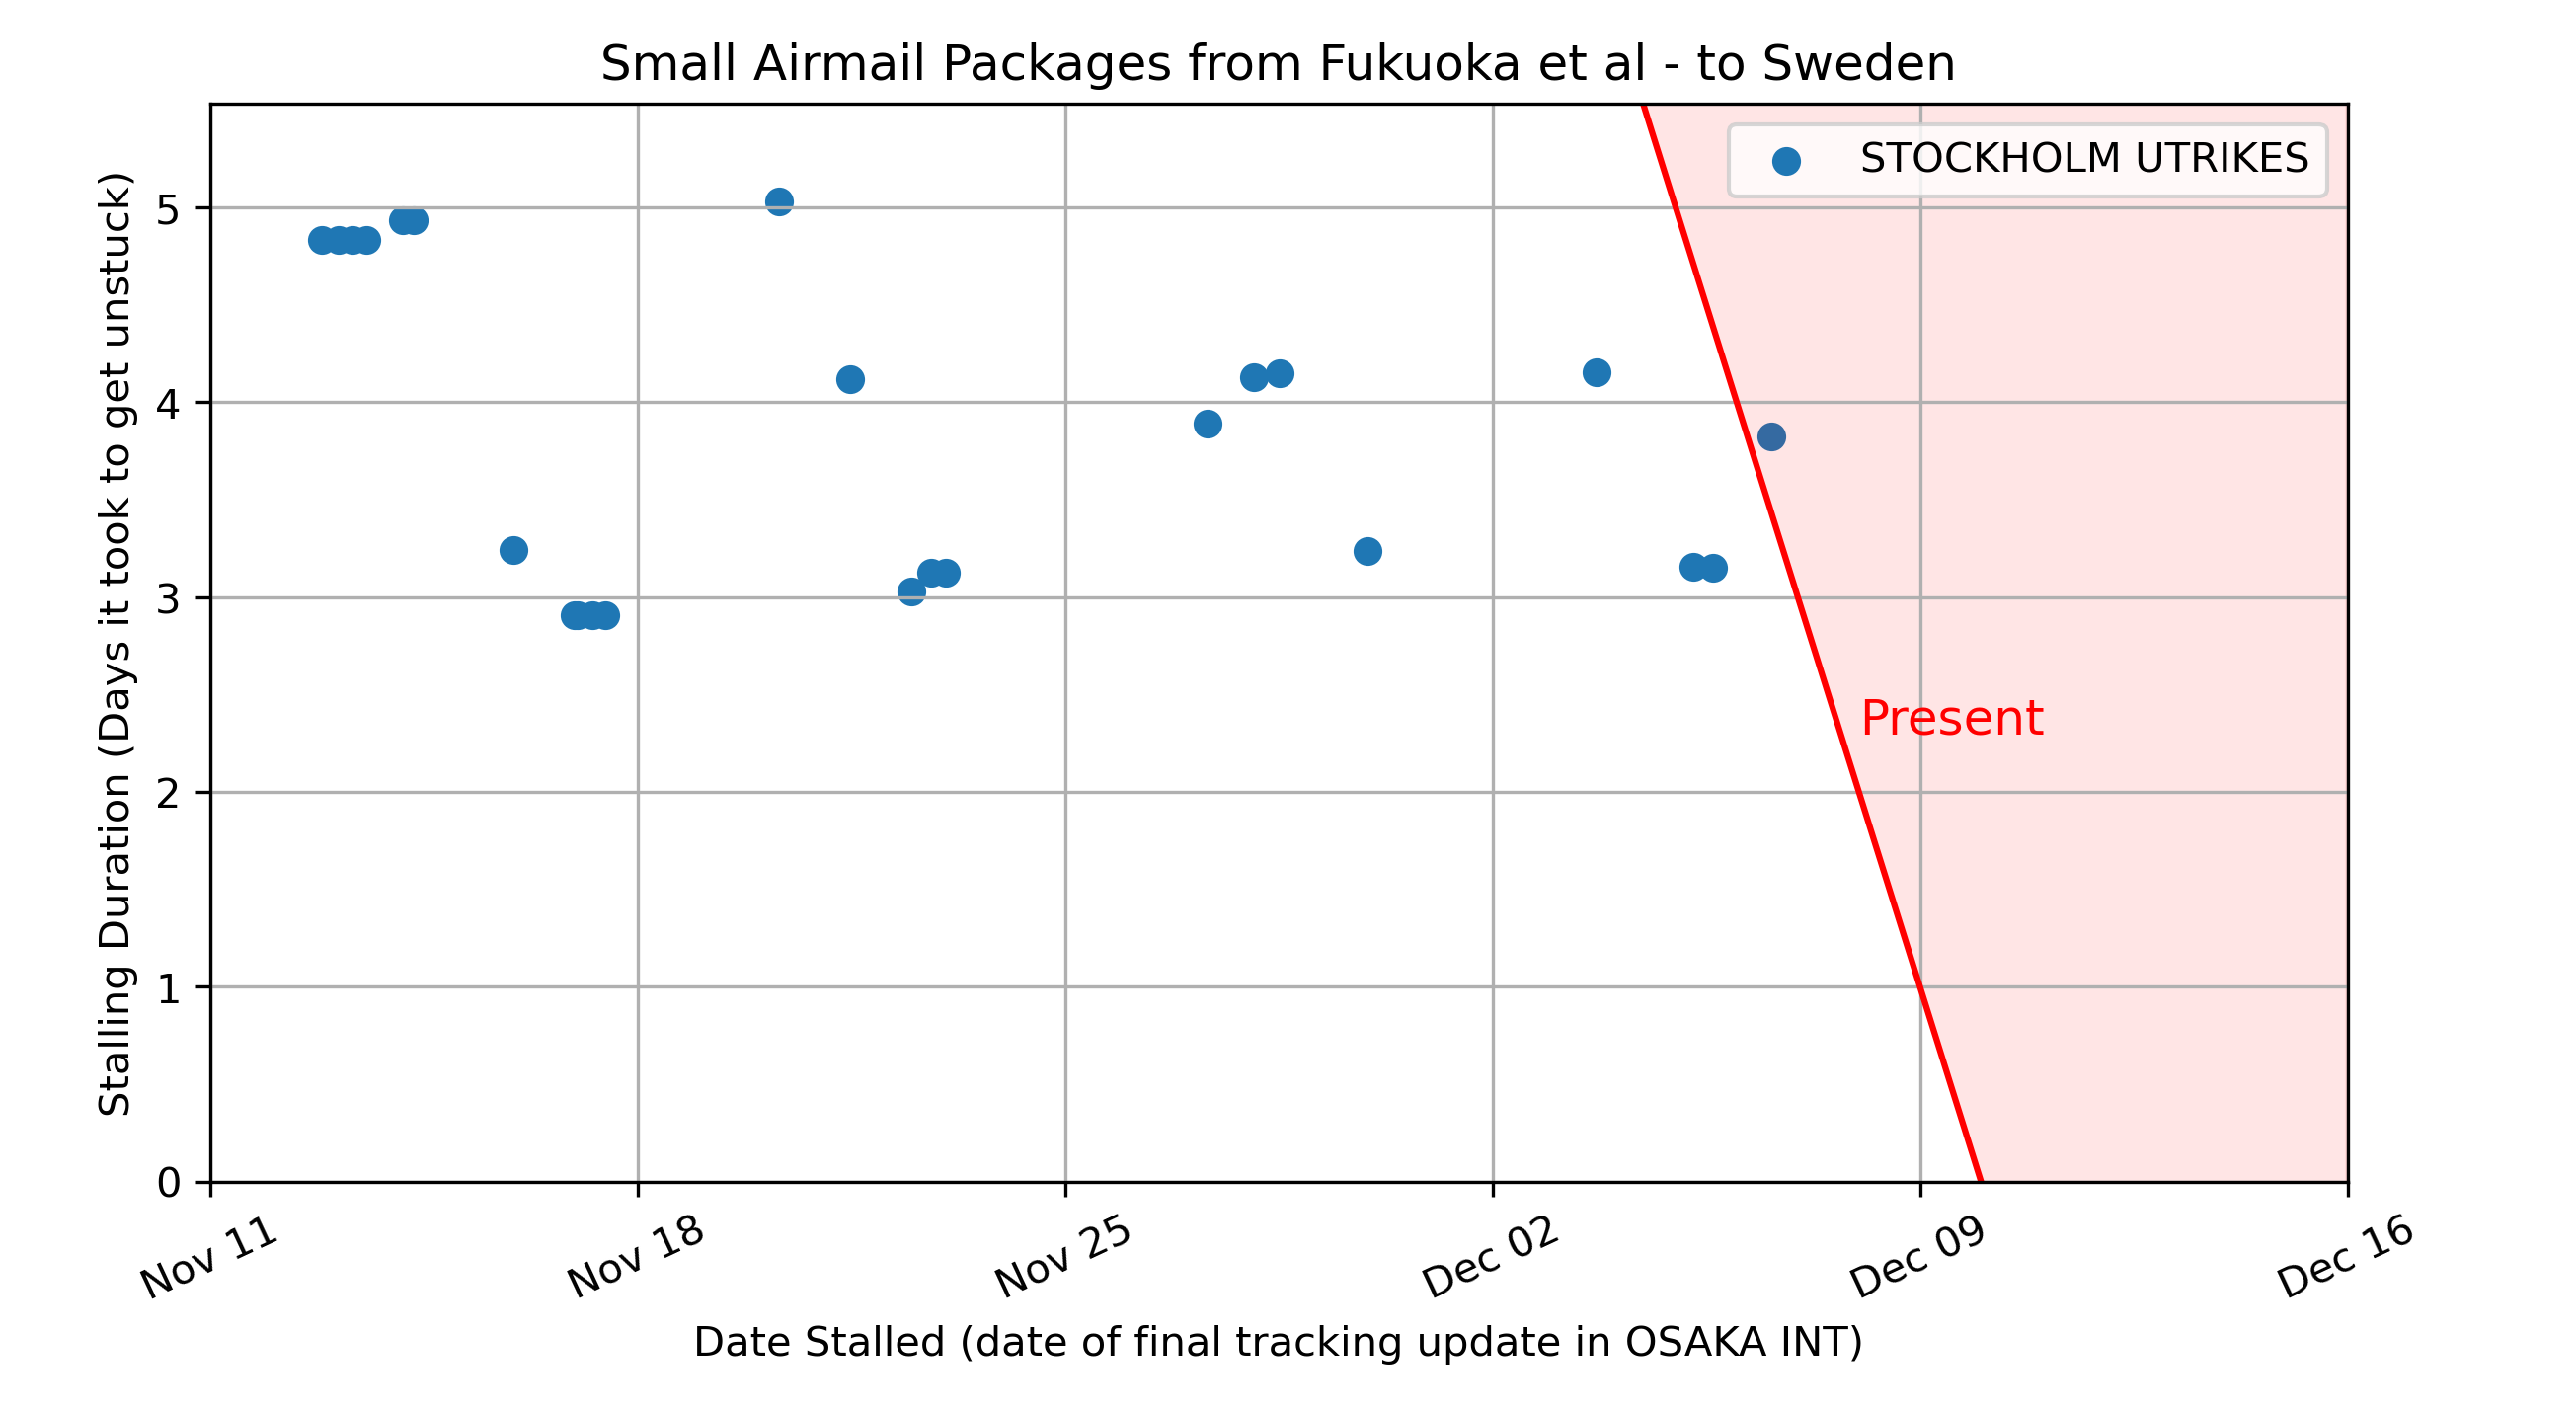 Small Airmail Packages from Fukuoka et al - to Sweden
STOCKHOLM UTRIKES
Stalling Duration (Days it took to get unstuck)
5
4
3
2
1
0
Present
Nov 11
Nov 18
Nov 25
Dec 02
Dec 09
Dec 16
Date Stalled (date of final tracking update in OSAKA INT)